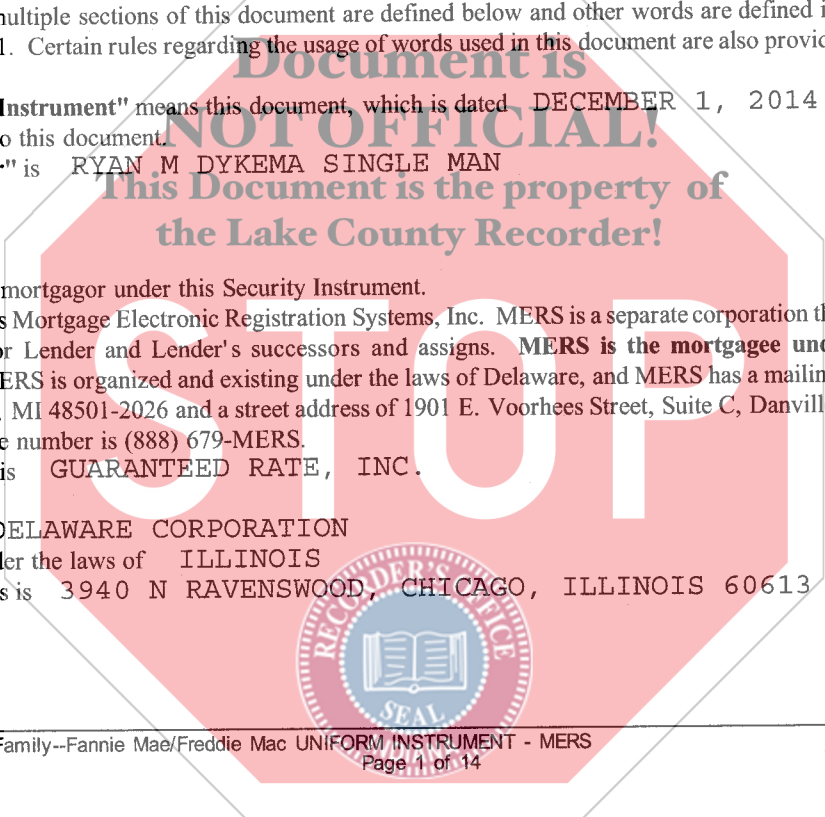 multiple sections of this document are defined below and other words are defined
1. Certain rules regarding the usage of words used in this document are also
Document is
Instrument" means this document, which is dated DECEMBER 1, 2014
NOT OFFICIAL!
o this document.
" is RYAN M DYKEMA SINGLE MAN
This Document is the property of
the Lake County Recorder!
mortgagor under this Security Instrument.
s Mortgage Electronic Registration Systems, Inc. MERS is a separate corporation
r Lender and Lender's successors and assigns. MERS is the mortgagee
ERS is organized and existing under the laws of Delaware, and MERS has a
, MI 48501-2026 and a street address of 1901 E. Voorhees Street, Suite C,
e number is (888) 679-MERS.
is GUARANTEED RATE, INC.
STOP
DELAWARE CORPORATION
der the laws of ILLINOIS
s is 3940 N RAVENSWOOD, CHICAGO, ILLINOIS 60613
RECORDER'S OFFICE
SEAL
INDIANA
Family--Fannie Mae/Freddie Mac UNIFORM INSTRUMENT - MERS
Page 1 of 14